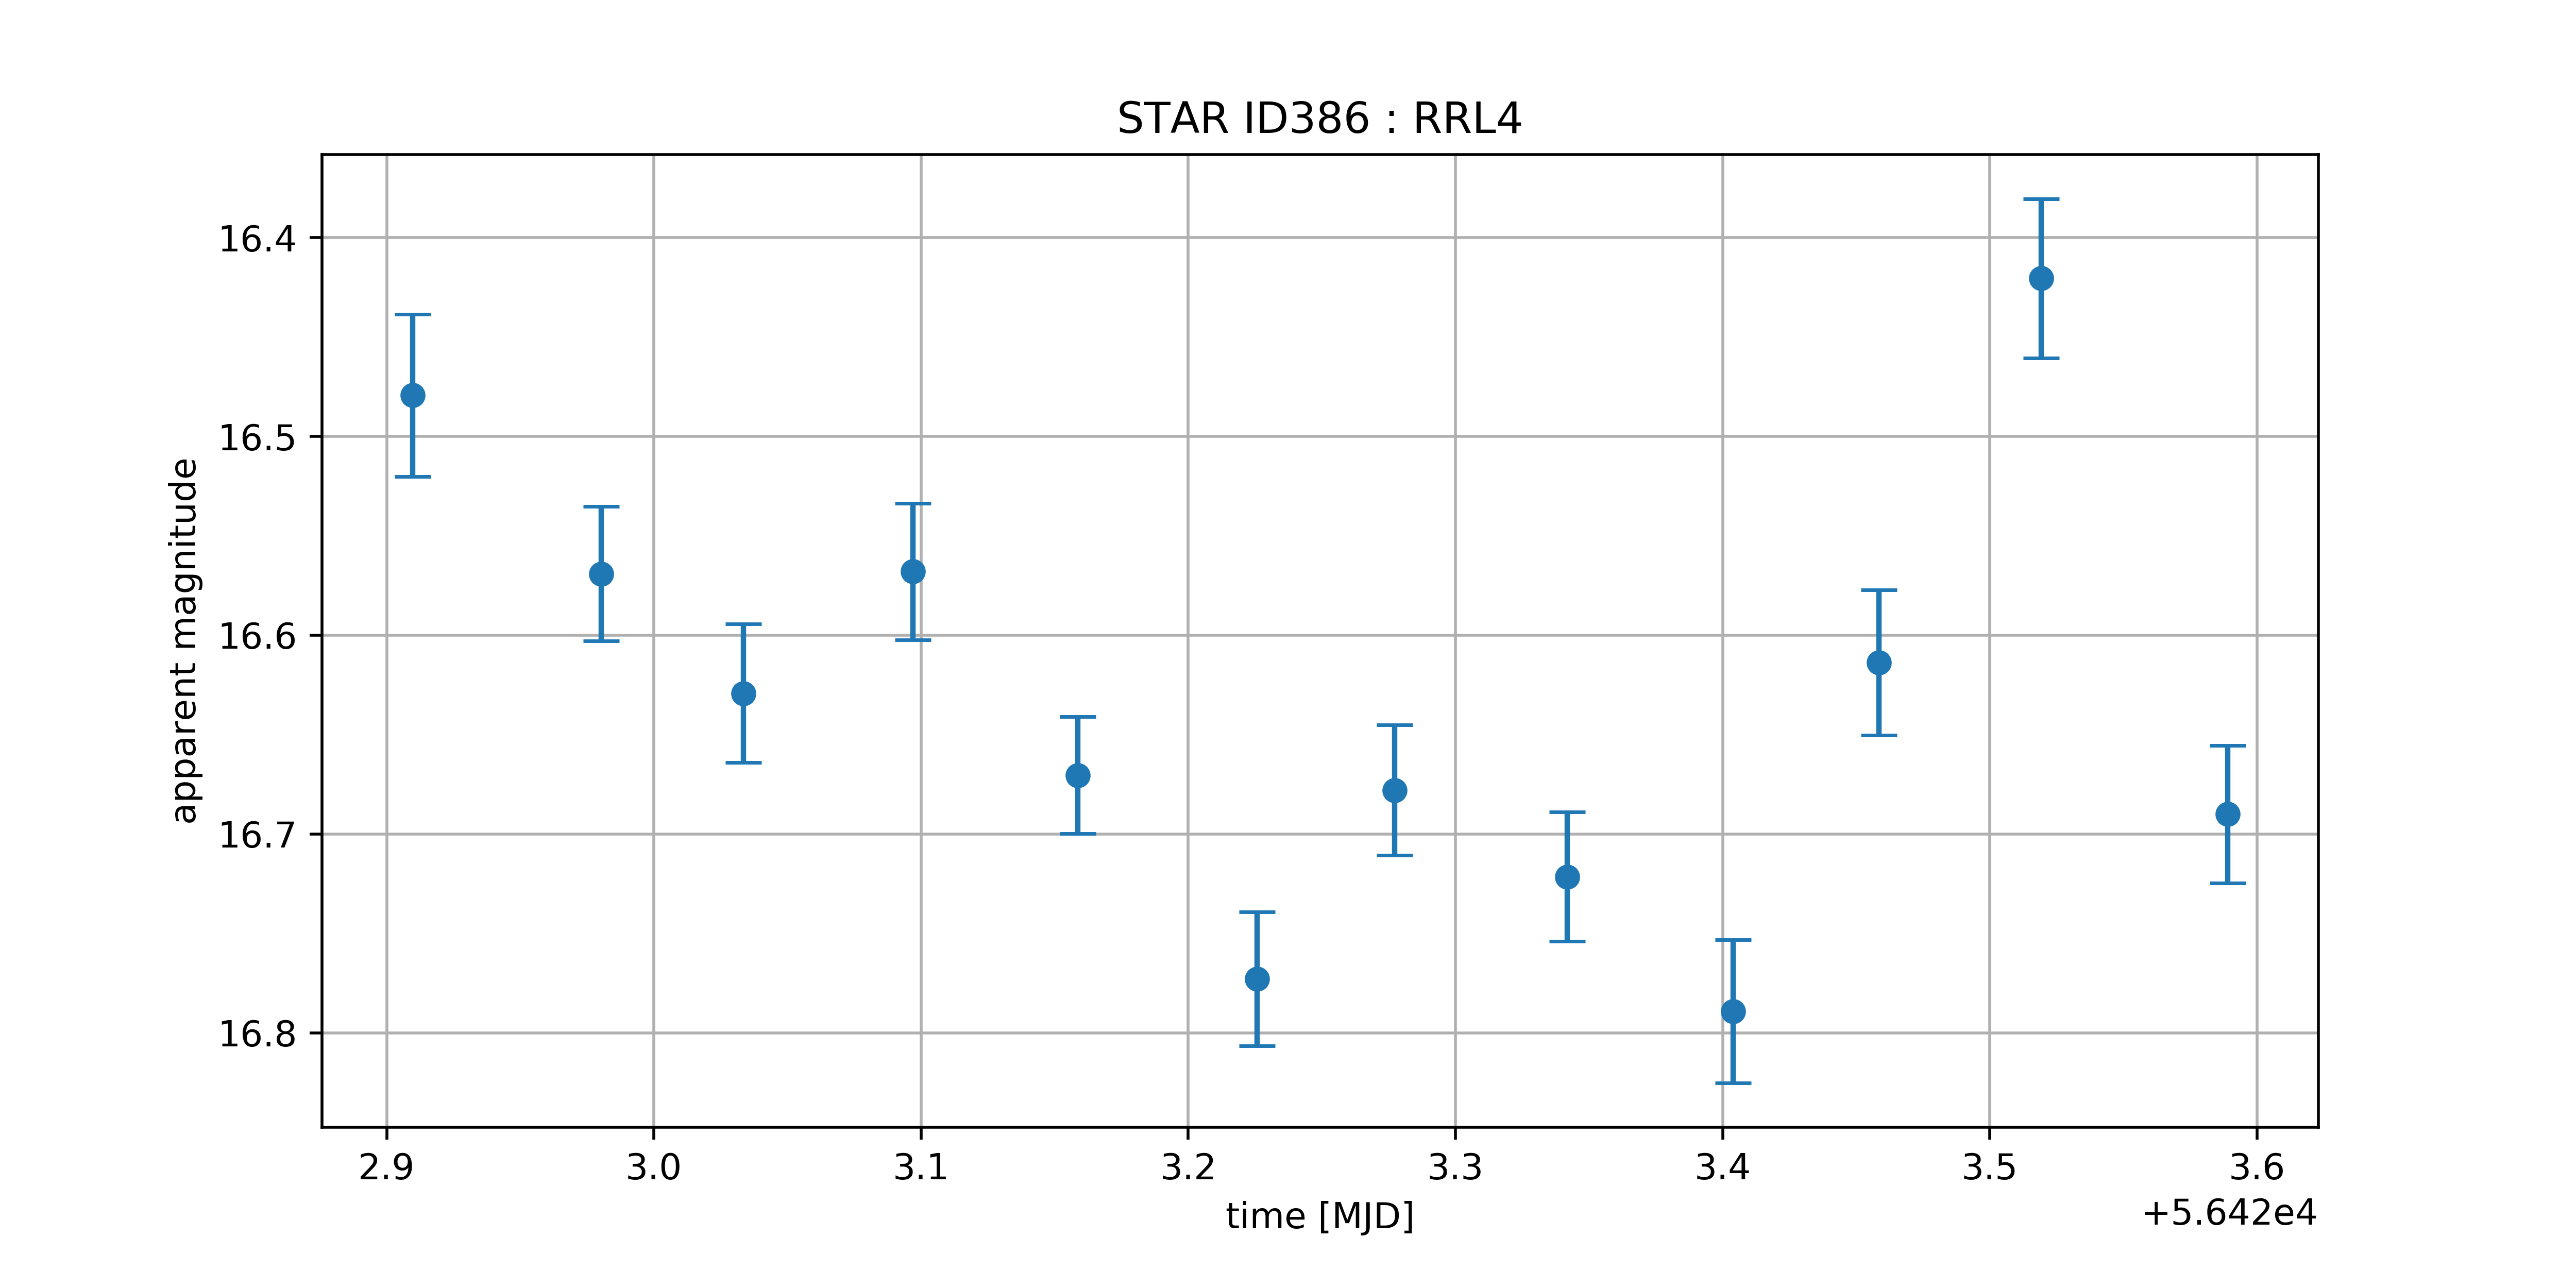 STAR ID386 : RRL4
apparent magnitude
16.4
16.5
16.6
16.7
16.8
2.9 3.0 3.1 3.2 3.3 3.4 3.5 3.6
time [MJD]
+5.642e4